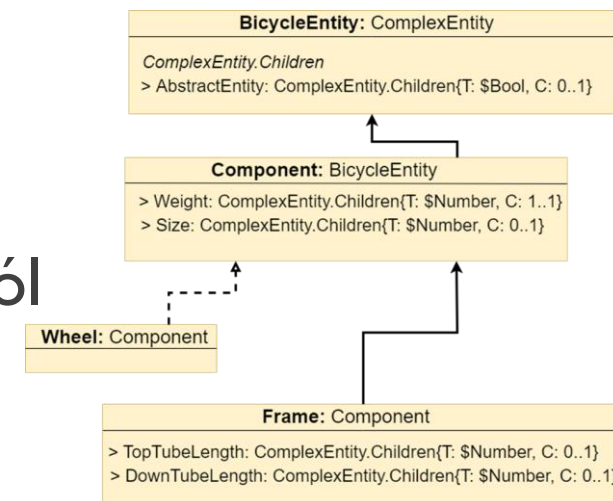 BicycleEntity: ComplexEntity
ComplexEntity.Children
> AbstractEntity: ComplexEntity.Children{T: $Bool, C: 0..1}
Component: BicycleEntity
> Weight: ComplexEntity.Children{T: $Number, C: 1..1}
> Size: ComplexEntity.Children{T: $Number, C: 0..1}
ól
Wheel: Component
Frame: Component
> TopTubeLength: ComplexEntity.Children{T: $Number, C: 0..1}
> DownTubeLength: ComplexEntity.Children{T: $Number, C: 0..1}